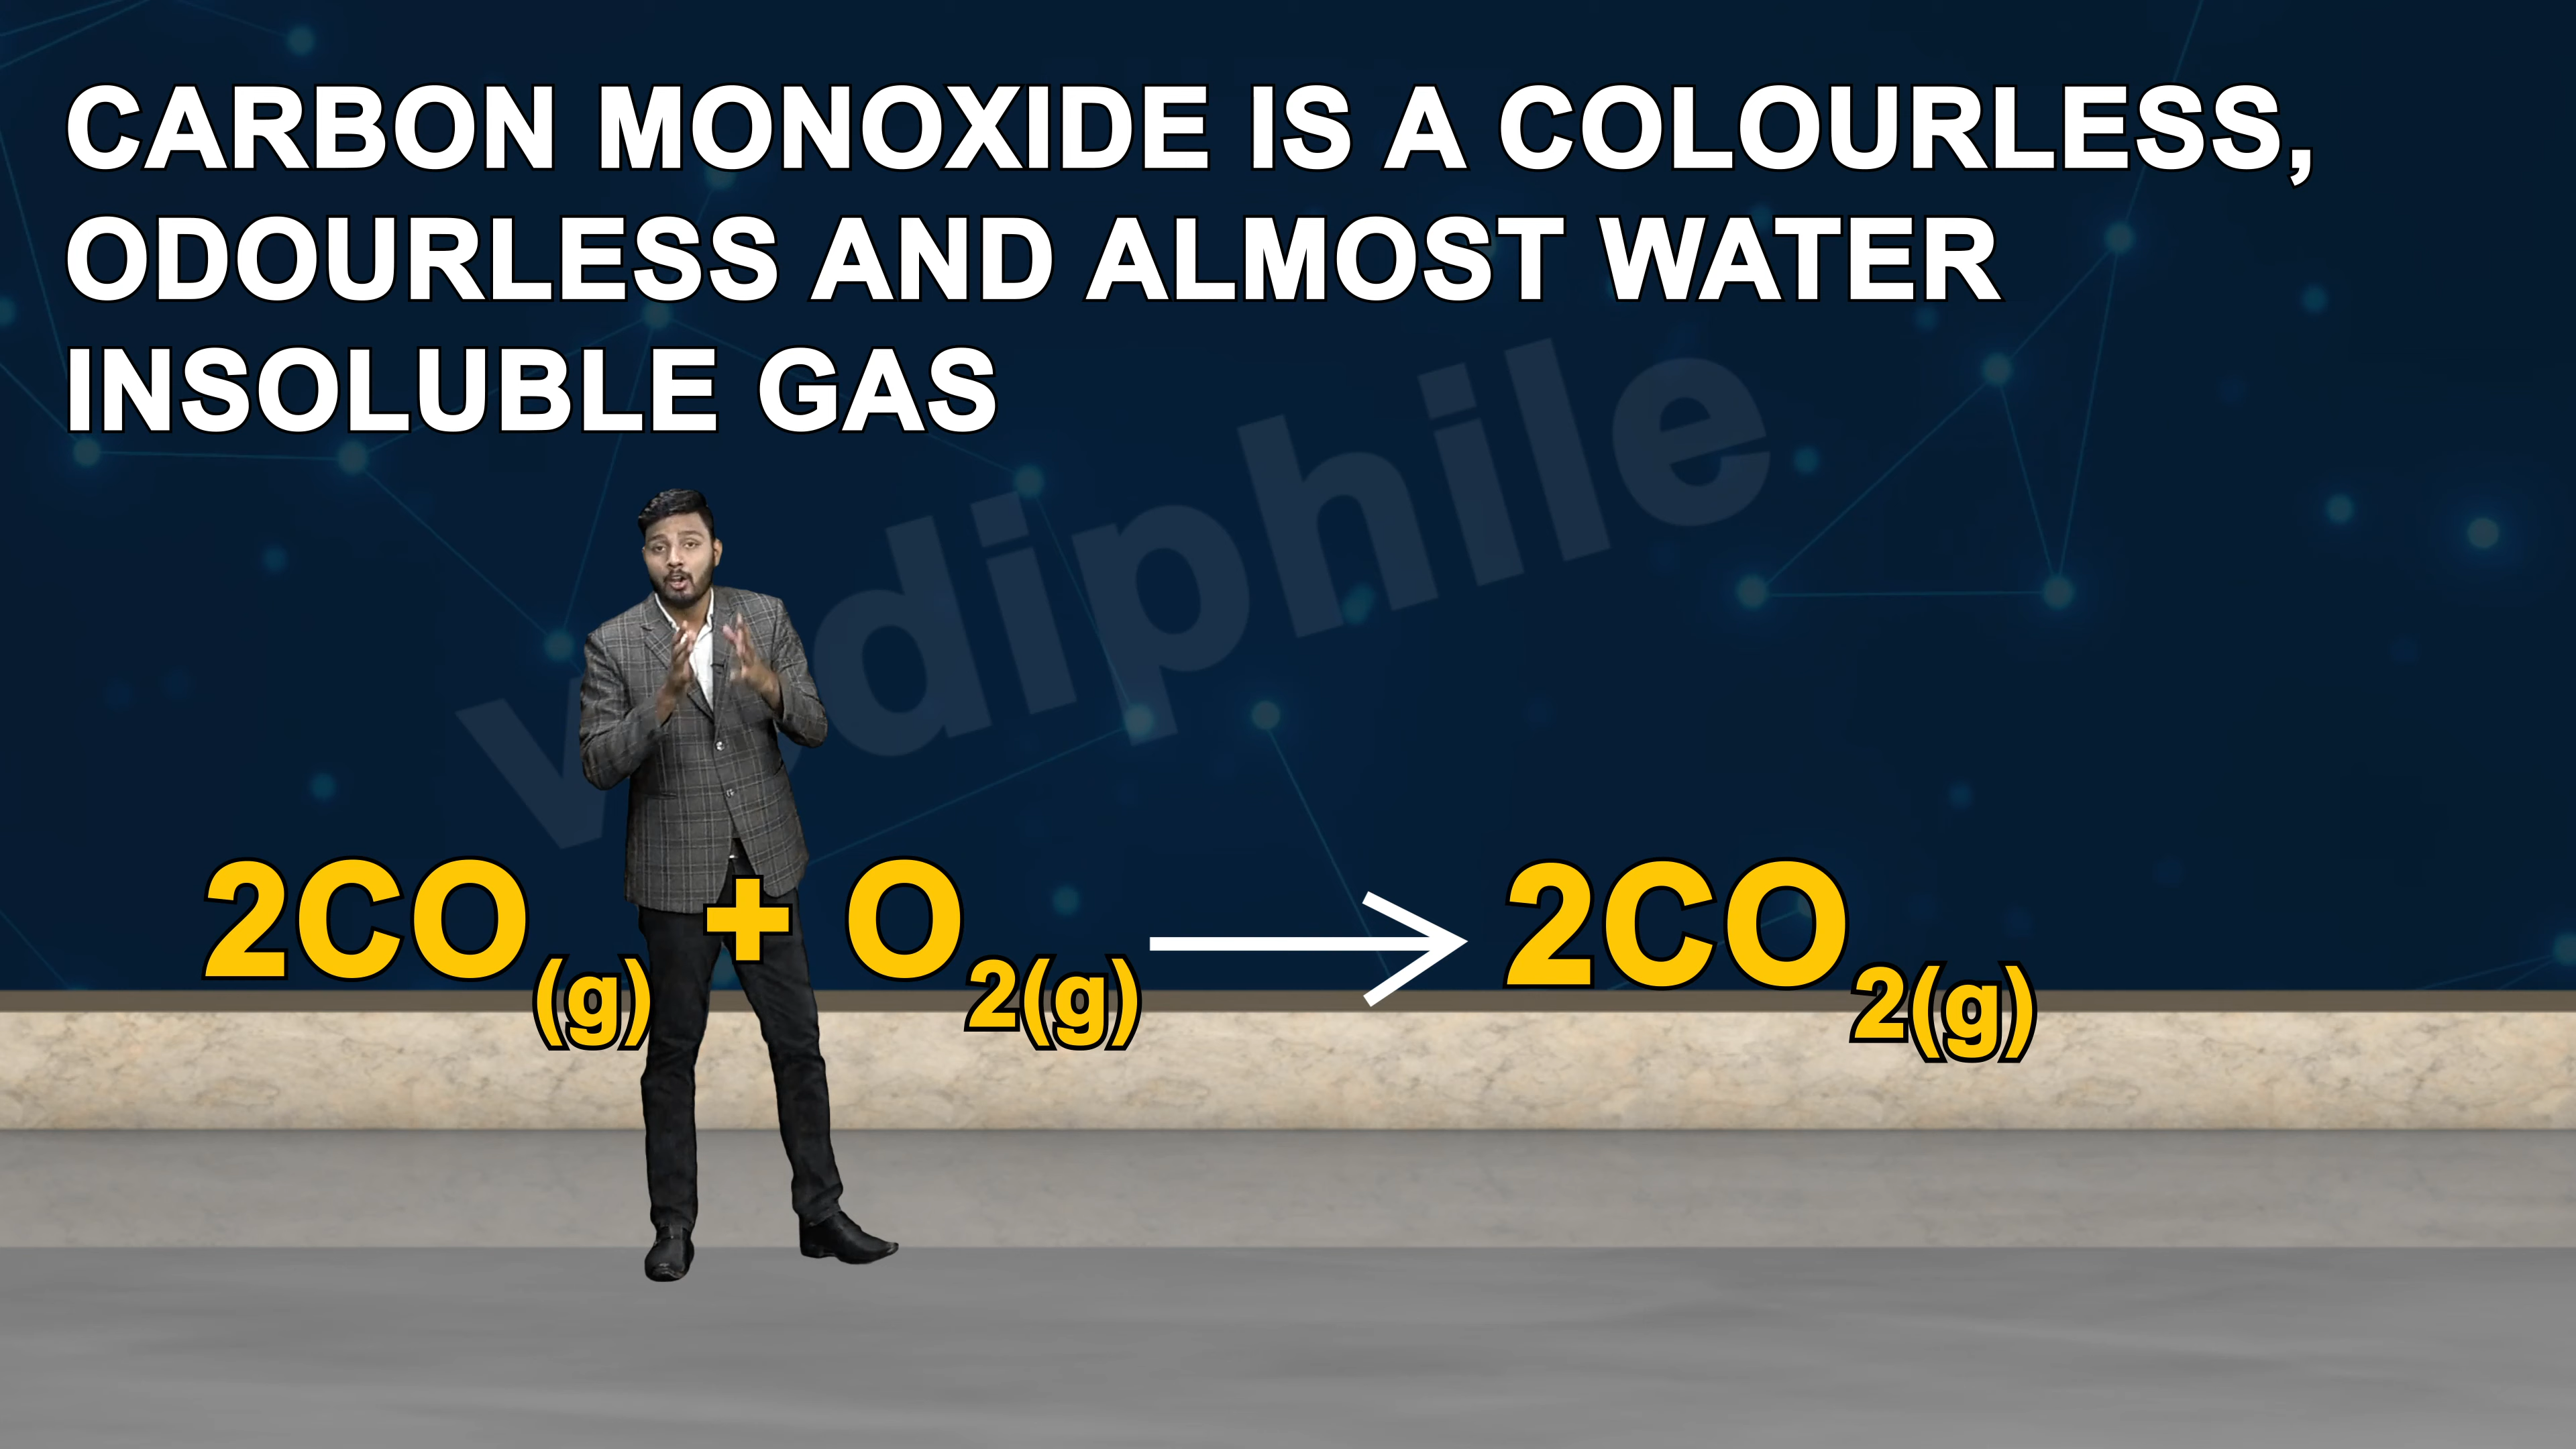 CARBON MONOXIDE IS A COLOURLESS,
ODOURLESS AND ALMOST WATER
INSOLUBLE GAS
2CO(g) + O2(g) ⟶ 2CO2(g)